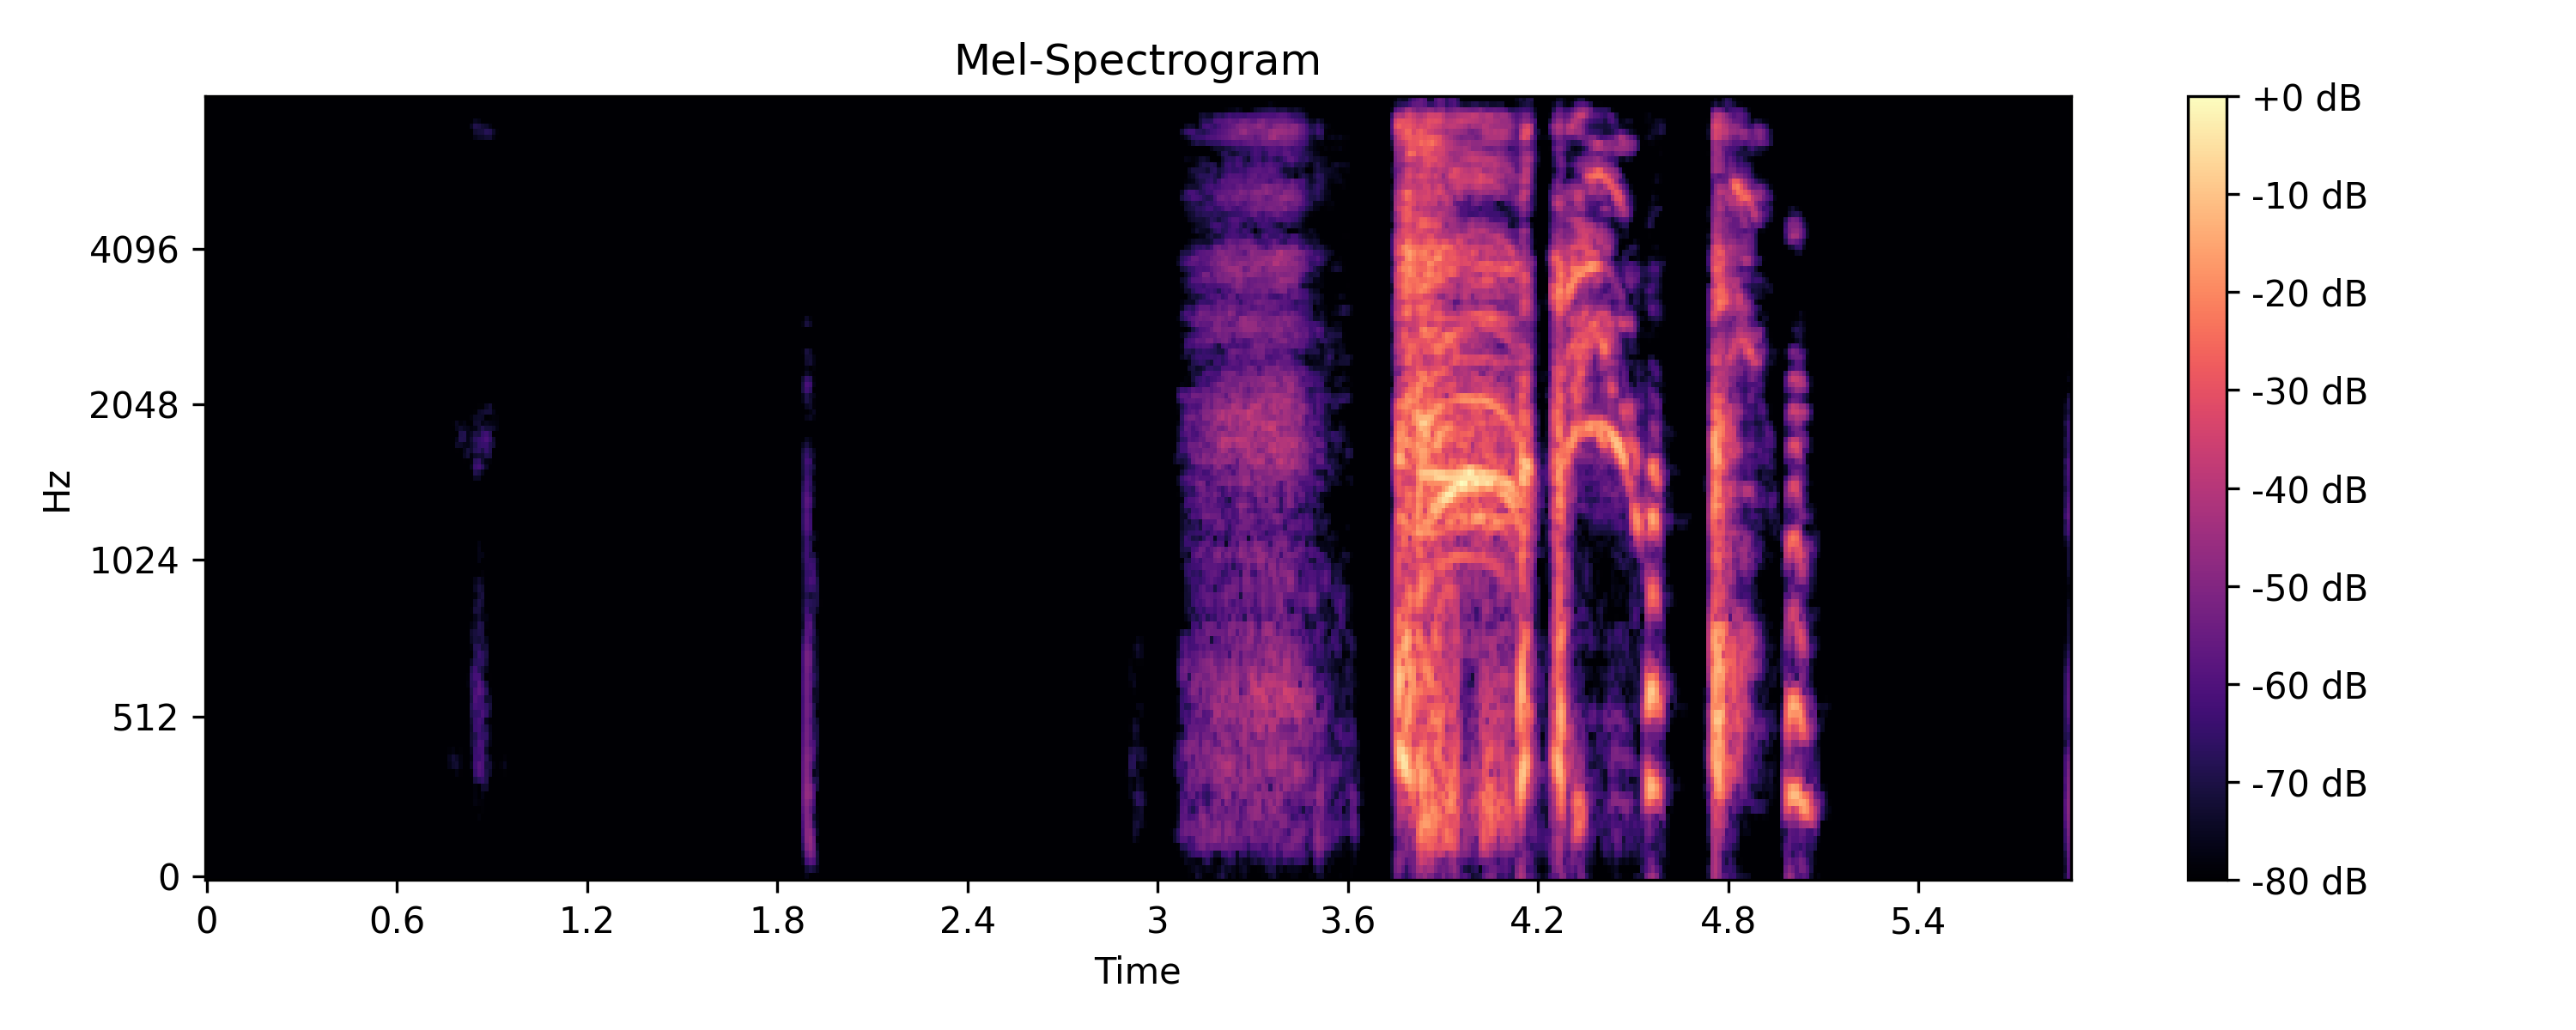 Mel-Spectrogram
+0 dB
-10 dB
-20 dB
-30 dB
-40 dB
-50 dB
-60 dB
-70 dB
-80 dB
4096
2048
1024
512
0
Hz
0 0.6 1.2 1.8 2.4 3 3.6 4.2 4.8 5.4
Time